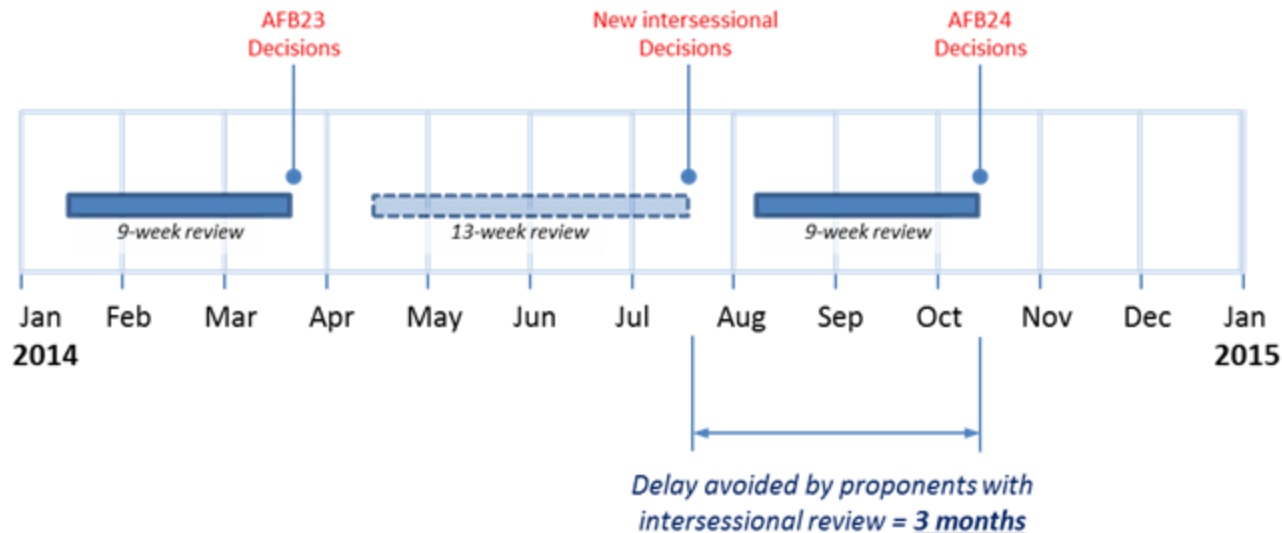 AFB23
Decisions
New intersessional
Decisions
AFB24
Decisions
9-week review
13-week review
9-week review
Jan
Feb
Mar
Apr
May
Jun
Jul
Aug
Sep
Oct
Nov
Dec
Jan
2014
2015
Delay avoided by proponents with
intersessional review = 3 months